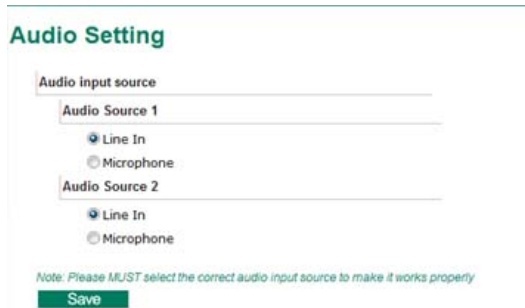 Audio Setting
Audio input source
Audio Source 1
Line In
Microphone
Audio Source 2
Line In
Microphone
Note: Please MUST select the correct audio input source to make it works properly
Save